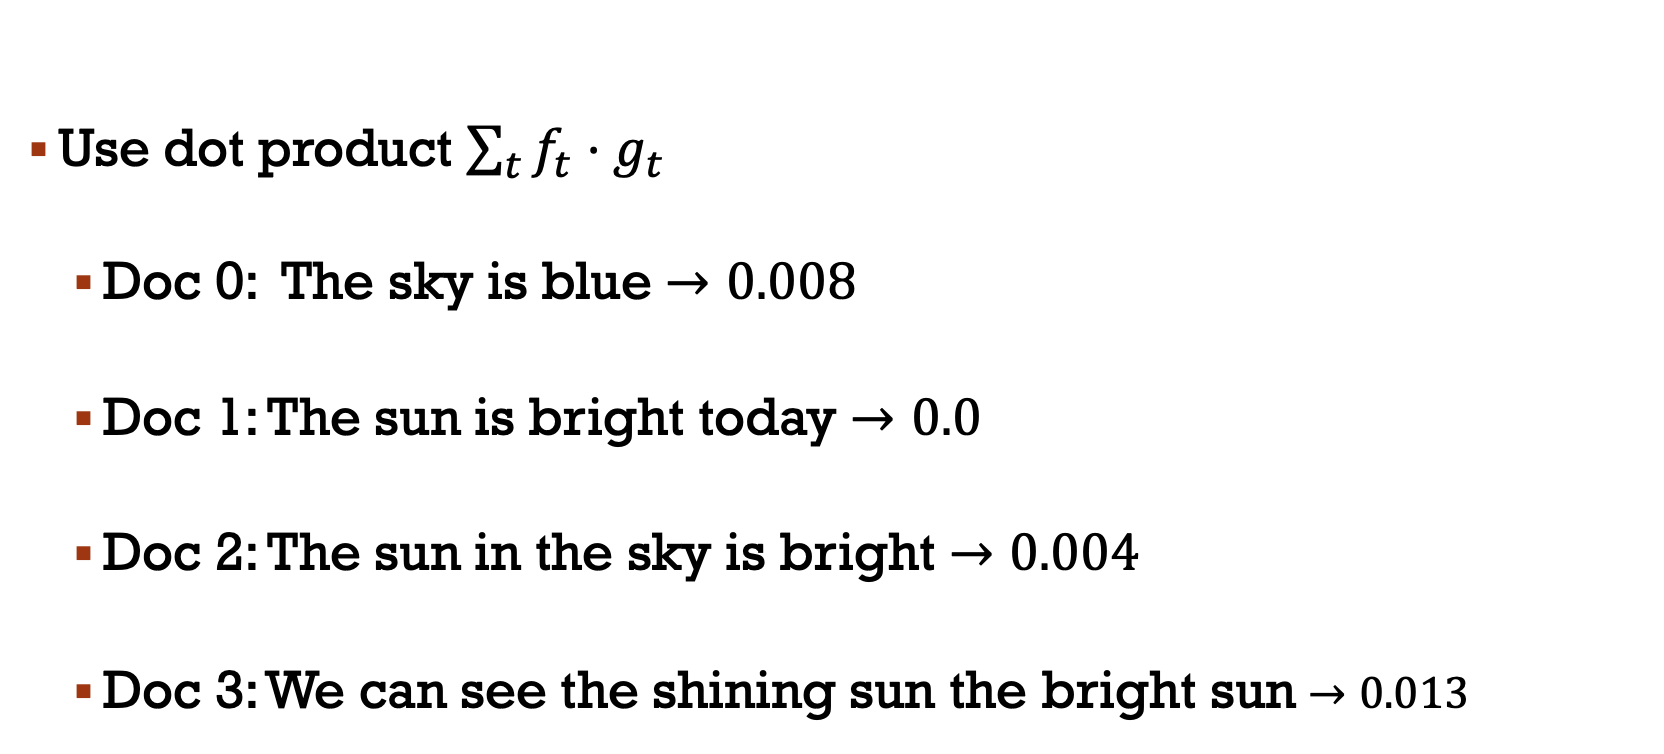 ▪ Use dot product ∑ₜ fₜ · gₜ
▪ Doc 0: The sky is blue → 0.008
▪ Doc 1: The sun is bright today → 0.0
▪ Doc 2: The sun in the sky is bright → 0.004
▪ Doc 3: We can see the shining sun the bright sun → 0.013